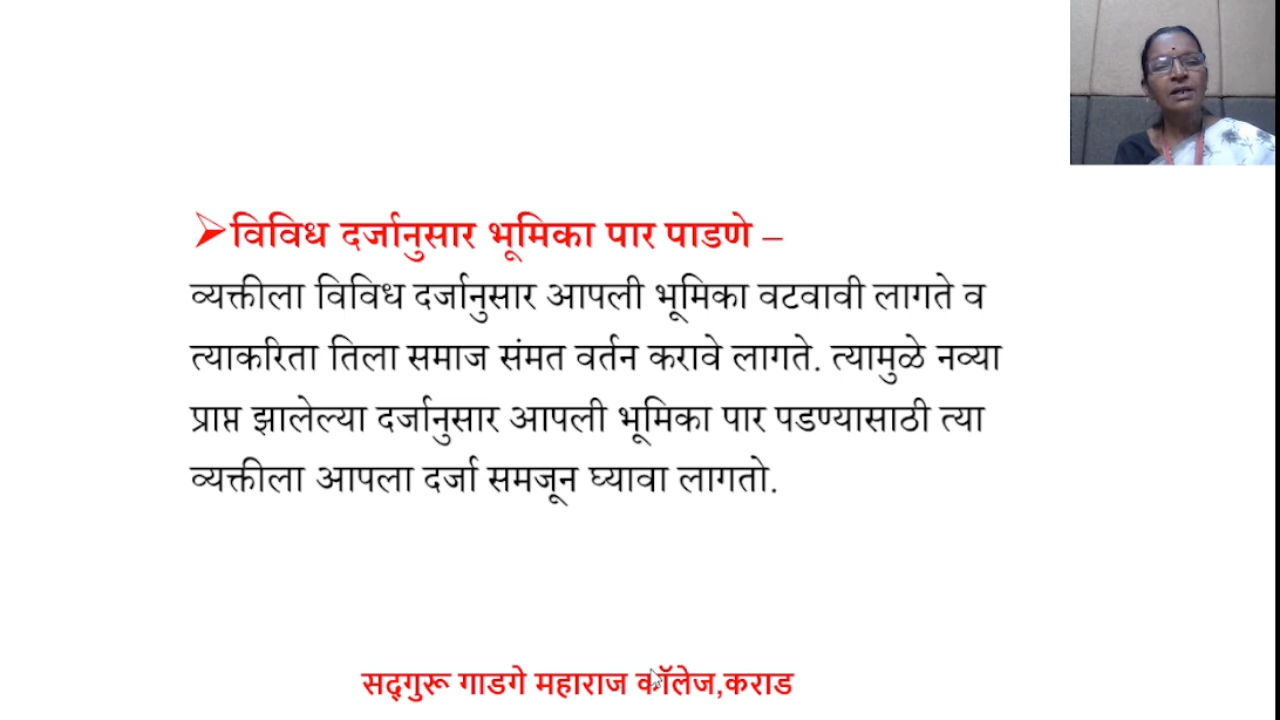 ➢विविध दर्जानुसार भूमिका पार पाडणे –
व्यक्तीला विविध दर्जानुसार आपली भूमिका वटवावी लागते व
त्याकरिता तिला समाज संमत वर्तन करावे लागते. त्यामुळे नव्या
प्राप्त झालेल्या दर्जानुसार आपली भूमिका पार पडण्यासाठी त्या
व्यक्तीला आपला दर्जा समजून घ्यावा लागतो.
सद्‌गुरू गाडगे महाराज कॉलेज,कराड